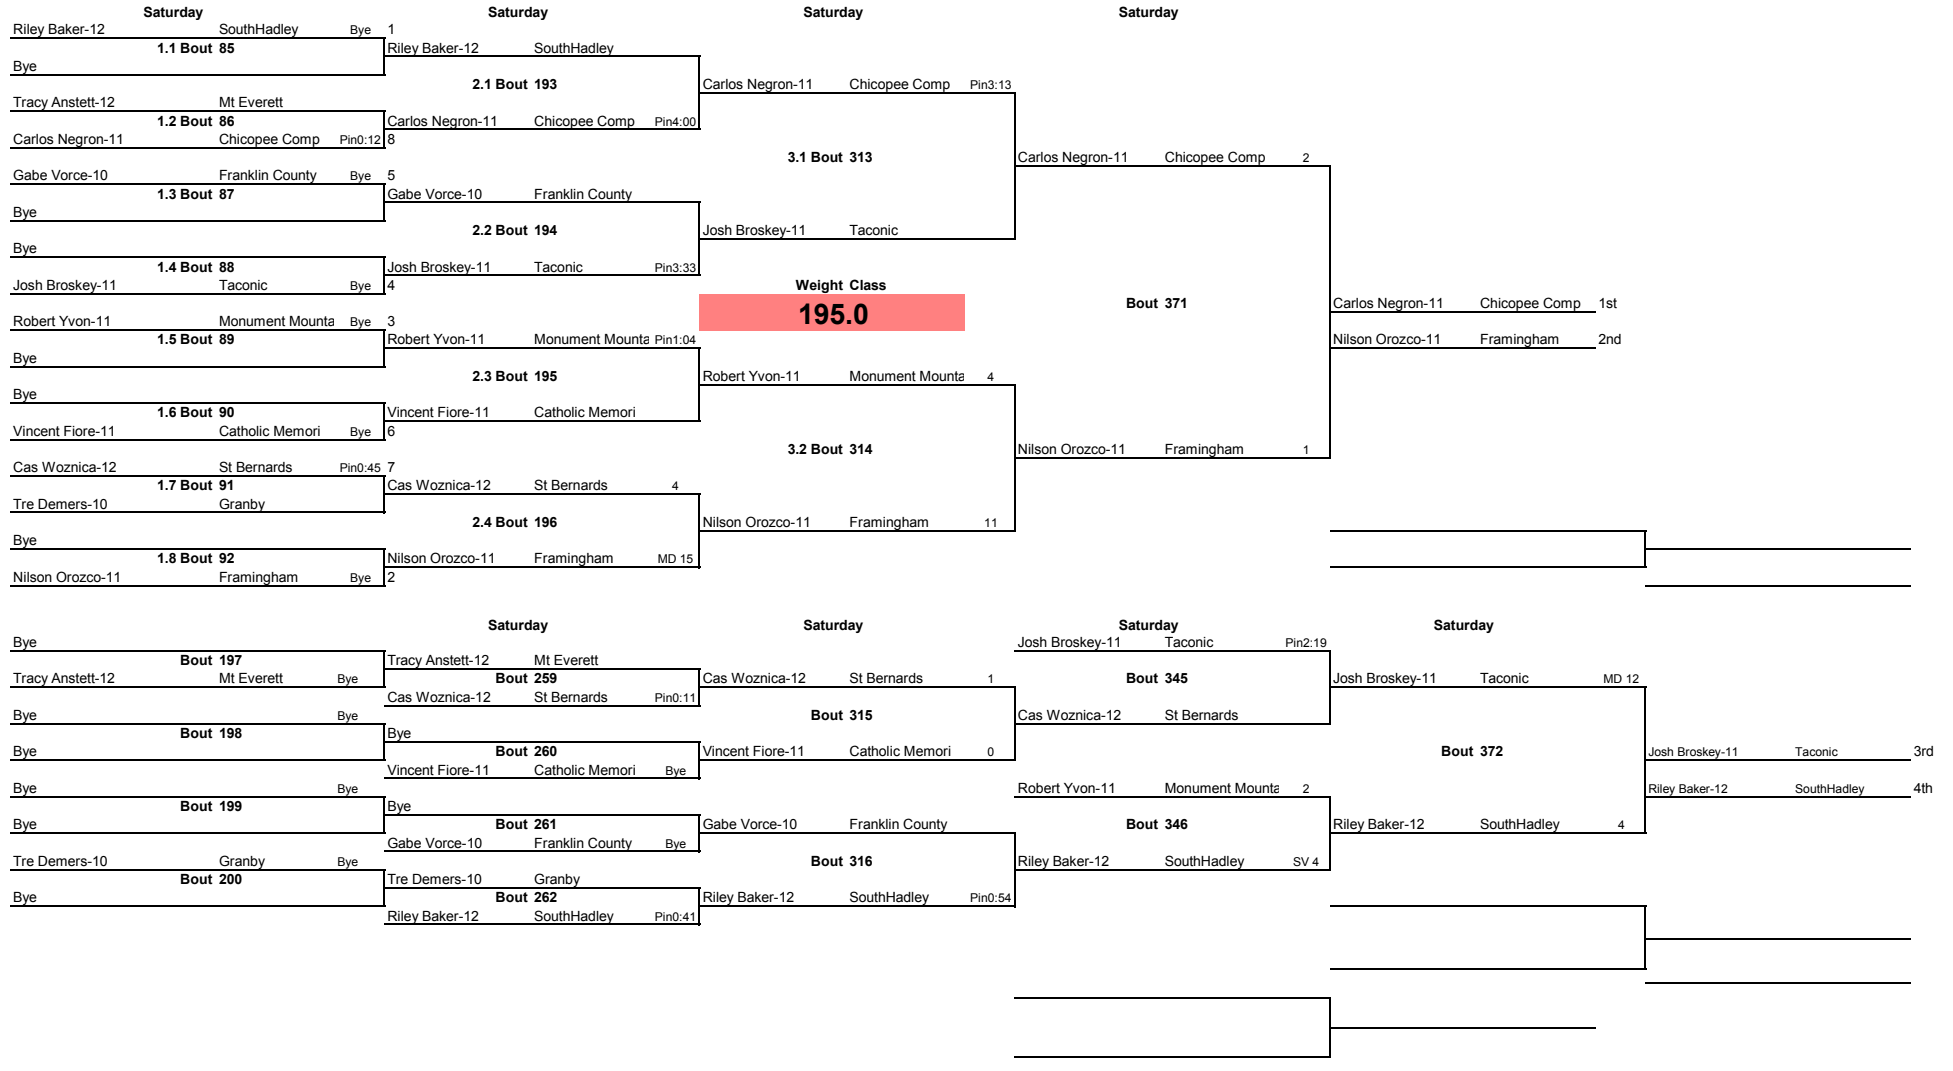 Saturday Saturday Saturday Saturday
Riley Baker-12 SouthHadley Bye 1
1.1 Bout 85 Riley Baker-12 SouthHadley
Bye
2.1 Bout 193 Carlos Negron-11 Chicopee Comp Pin3:13
Tracy Anstett-12 Mt Everett
1.2 Bout 86 Carlos Negron-11 Chicopee Comp Pin4:00
Carlos Negron-11 Chicopee Comp Pin0:12 8
3.1 Bout 313 Carlos Negron-11 Chicopee Comp 2
Gabe Vorce-10 Franklin County Bye 5
1.3 Bout 87 Gabe Vorce-10 Franklin County
Bye
2.2 Bout 194 Josh Broskey-11 Taconic
Bye
1.4 Bout 88 Josh Broskey-11 Taconic Pin3:33
Josh Broskey-11 Taconic Bye 4 Weight Class
Bout 371 Carlos Negron-11 Chicopee Comp 1st
195.0
Robert Yvon-11 Monument Mounta Bye 3
1.5 Bout 89 Robert Yvon-11 Monument Mounta Pin1:04 Nilson Orozco-11 Framingham 2nd
Bye
2.3 Bout 195 Robert Yvon-11 Monument Mounta 4
Bye
1.6 Bout 90 Vincent Fiore-11 Catholic Memori
Vincent Fiore-11 Catholic Memori Bye 6
3.2 Bout 314 Nilson Orozco-11 Framingham 1
Cas Woznica-12 St Bernards Pin0:45 7
1.7 Bout 91 Cas Woznica-12 St Bernards 4
Tre Demers-10 Granby
2.4 Bout 196 Nilson Orozco-11 Framingham 11
Bye
1.8 Bout 92 Nilson Orozco-11 Framingham MD 15
Nilson Orozco-11 Framingham Bye 2
Saturday Saturday Saturday Saturday
Bye Josh Broskey-11 Taconic Pin2:19
Bout 197 Tracy Anstett-12 Mt Everett
Tracy Anstett-12 Mt Everett Bye Bout 259 Cas Woznica-12 St Bernards 1 Bout 345 Josh Broskey-11 Taconic MD 12
Cas Woznica-12 St Bernards Pin0:11
Bye Bye Bout 315 Cas Woznica-12 St Bernards
Bout 198 Bye
Bye Bout 260 Vincent Fiore-11 Catholic Memori 0 Bout 372 Josh Broskey-11 Taconic 3rd
Vincent Fiore-11 Catholic Memori Bye
Bye Bye Robert Yvon-11 Monument Mounta 2 Riley Baker-12 SouthHadley 4th
Bout 199 Bye
Bye Bout 261 Gabe Vorce-10 Franklin County Bout 346 Riley Baker-12 SouthHadley 4
Gabe Vorce-10 Franklin County Bye
Tre Demers-10 Granby Bye Bout 316 Riley Baker-12 SouthHadley SV 4
Bout 200 Tre Demers-10 Granby
Bye Bout 262 Riley Baker-12 SouthHadley Pin0:54
Riley Baker-12 SouthHadley Pin0:41